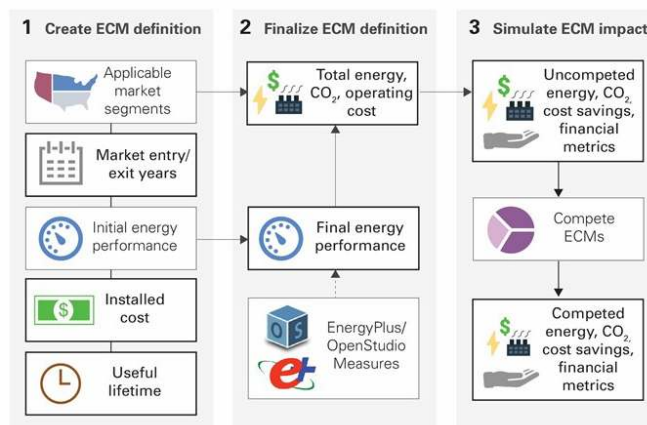 1 Create ECM definition
Applicable
market
segments
Market entry/
exit years
Initial energy
performance
$
Installed
cost
Useful
lifetime
2 Finalize ECM definition
$
Total energy,
CO2, operating
cost
Final energy
performance
O S
e+
EnergyPlus/
OpenStudio
Measures
3 Simulate ECM impact
$
Uncompeted
energy, CO2,
cost savings,
financial
metrics
Compete
ECMs
$
Competed
energy, CO2,
cost savings,
financial
metrics